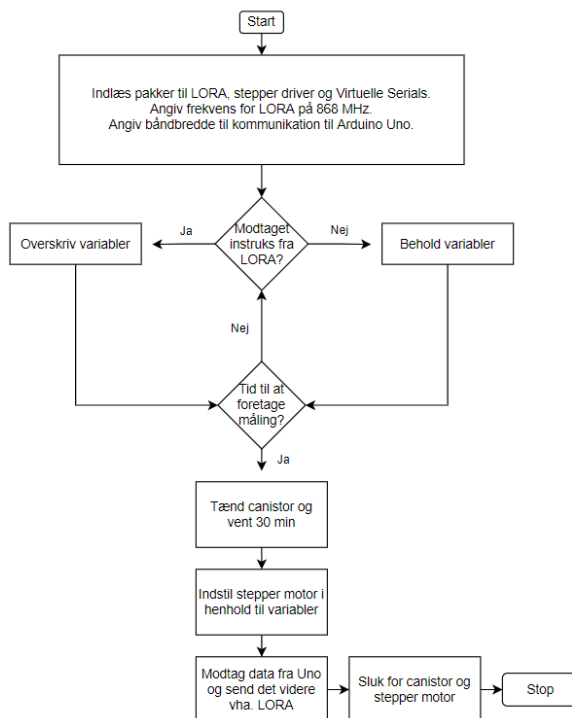 Start
Indlæs pakker til LORA, stepper driver og Virtuelle Serials.
Angiv frekvens for LORA på 868 MHz.
Angiv båndbredde til kommunikation til Arduino Uno.
Modtaget
instruks fra
LORA?
Ja
Nej
Overskriv variabler
Behold variabler
Nej
Tid til at
foretage
måling?
Ja
Tænd canistor og
vent 30 min
Indstil stepper motor i
henhold til variabler
Modtag data fra Uno
og send det videre
vha. LORA
Sluk for canistor og
stepper motor
Stop